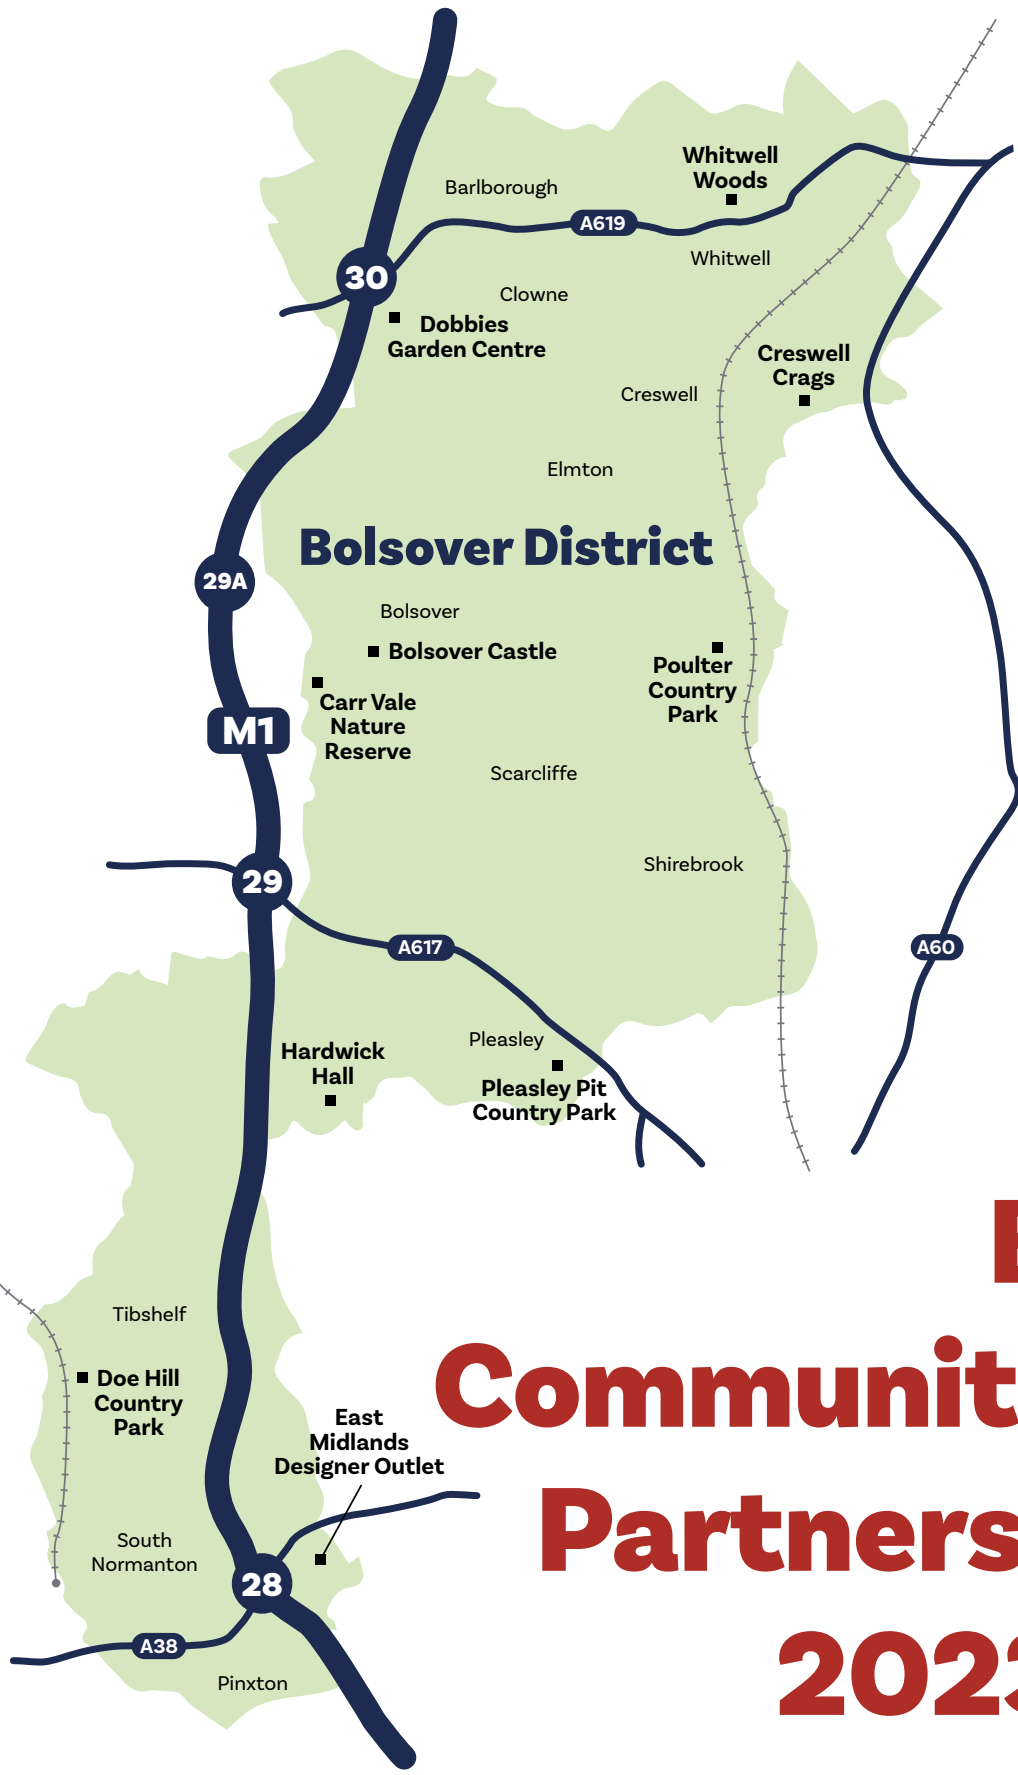 Whitwell
Woods
Barlborough
A619
Whitwell
30
Clowne
Dobbies
Garden Centre
Creswell
Crags
Creswell
Elmton
Bolsover District
29A
Bolsover
Bolsover Castle
Poulter
Country
Park
Carr Vale
Nature
Reserve
M1
Scarcliffe
Shirebrook
29
A617
A60
Pleasley
Hardwick
Hall
Pleasley Pit
Country Park
Tibshelf
Communit
Doe Hill
Country
Park
East
Midlands
Designer Outlet
Partners
South
Normanton
28
A38
Pinxton